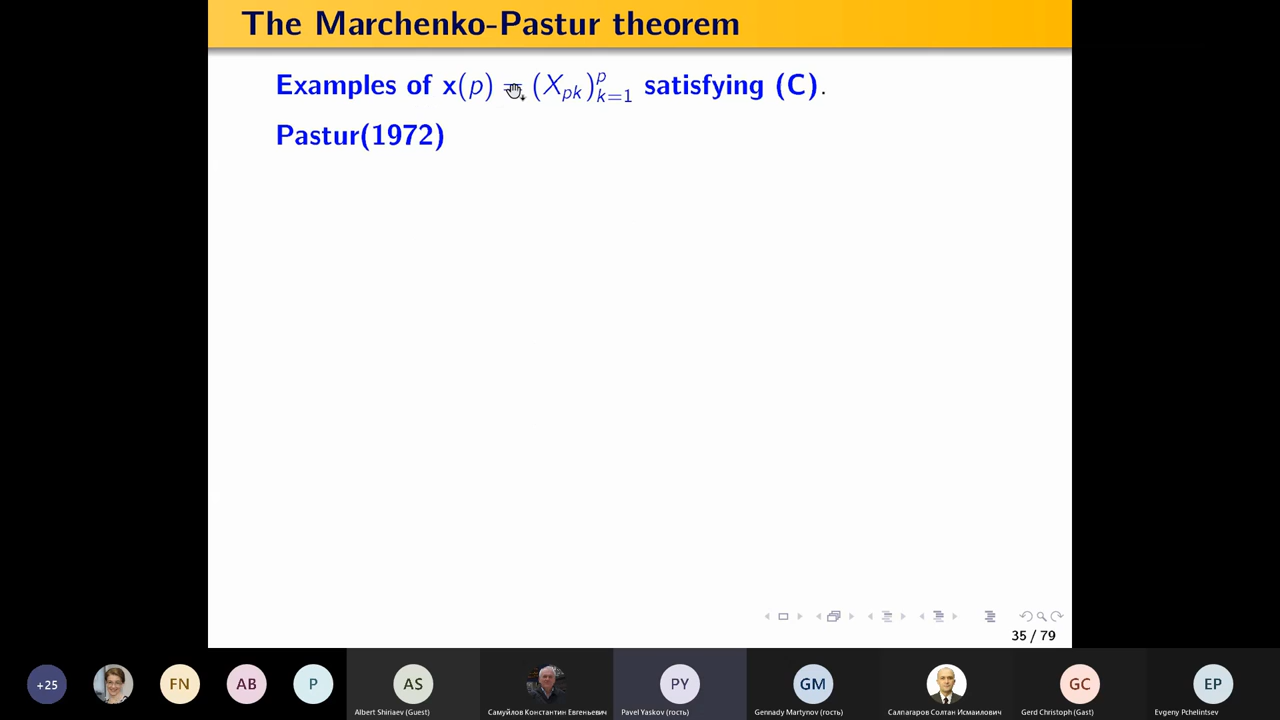 The Marchenko-Pastur theorem
Examples of x(p) = (X_{pk})_{k=1}^{p} satisfying (C).
Pastur(1972)
35 / 79
+25 FN AB P AS PY GM GC EP
Albert Shiriaev (Guest) Самуйлов Константин Евгеньевич Pavel Yaskov (гость) Gennady Martynov (гость) Салпагаров Солтан Исмаилович Gerd Christoph (Gast) Evgeny Pchelintsev